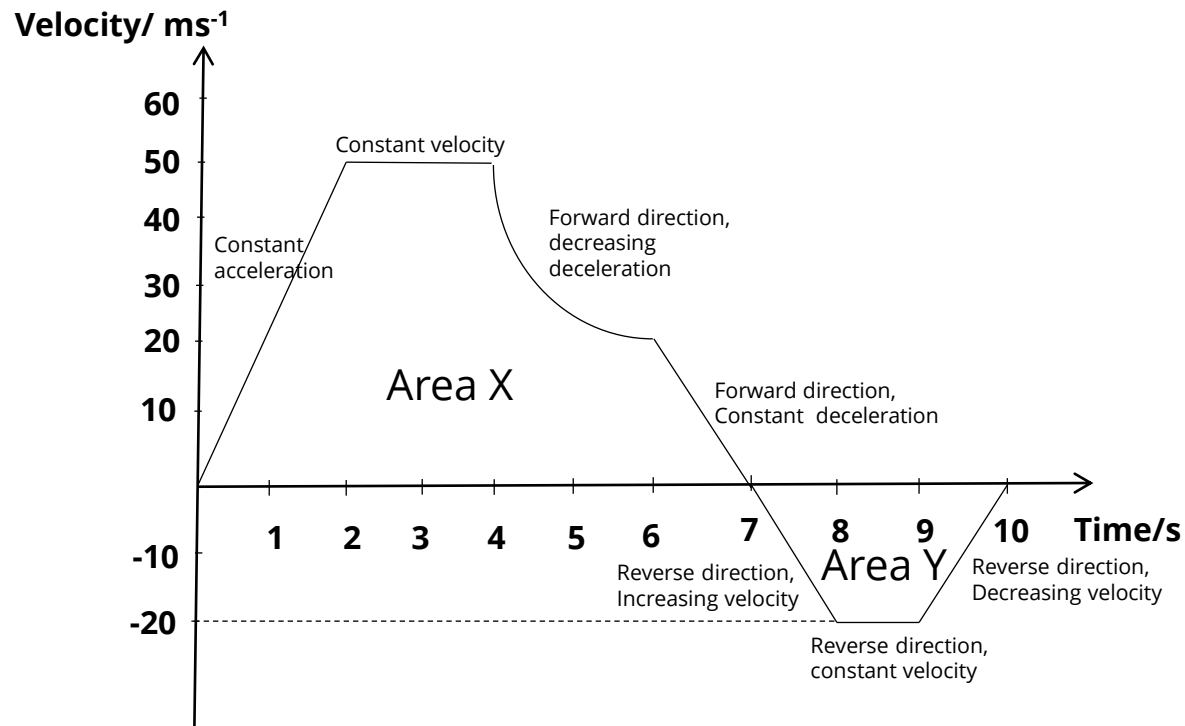 Velocity/ ms-1
60
50
40
30
20
10
-10
-20
Constant velocity
Constant
acceleration
Forward direction,
decreasing
deceleration
Area X
Forward direction,
Constant deceleration
1 2 3 4 5 6 7 8 9 10 Time/s
Area Y
Reverse direction,
Increasing velocity
Reverse direction,
Decreasing velocity
Reverse direction,
constant velocity